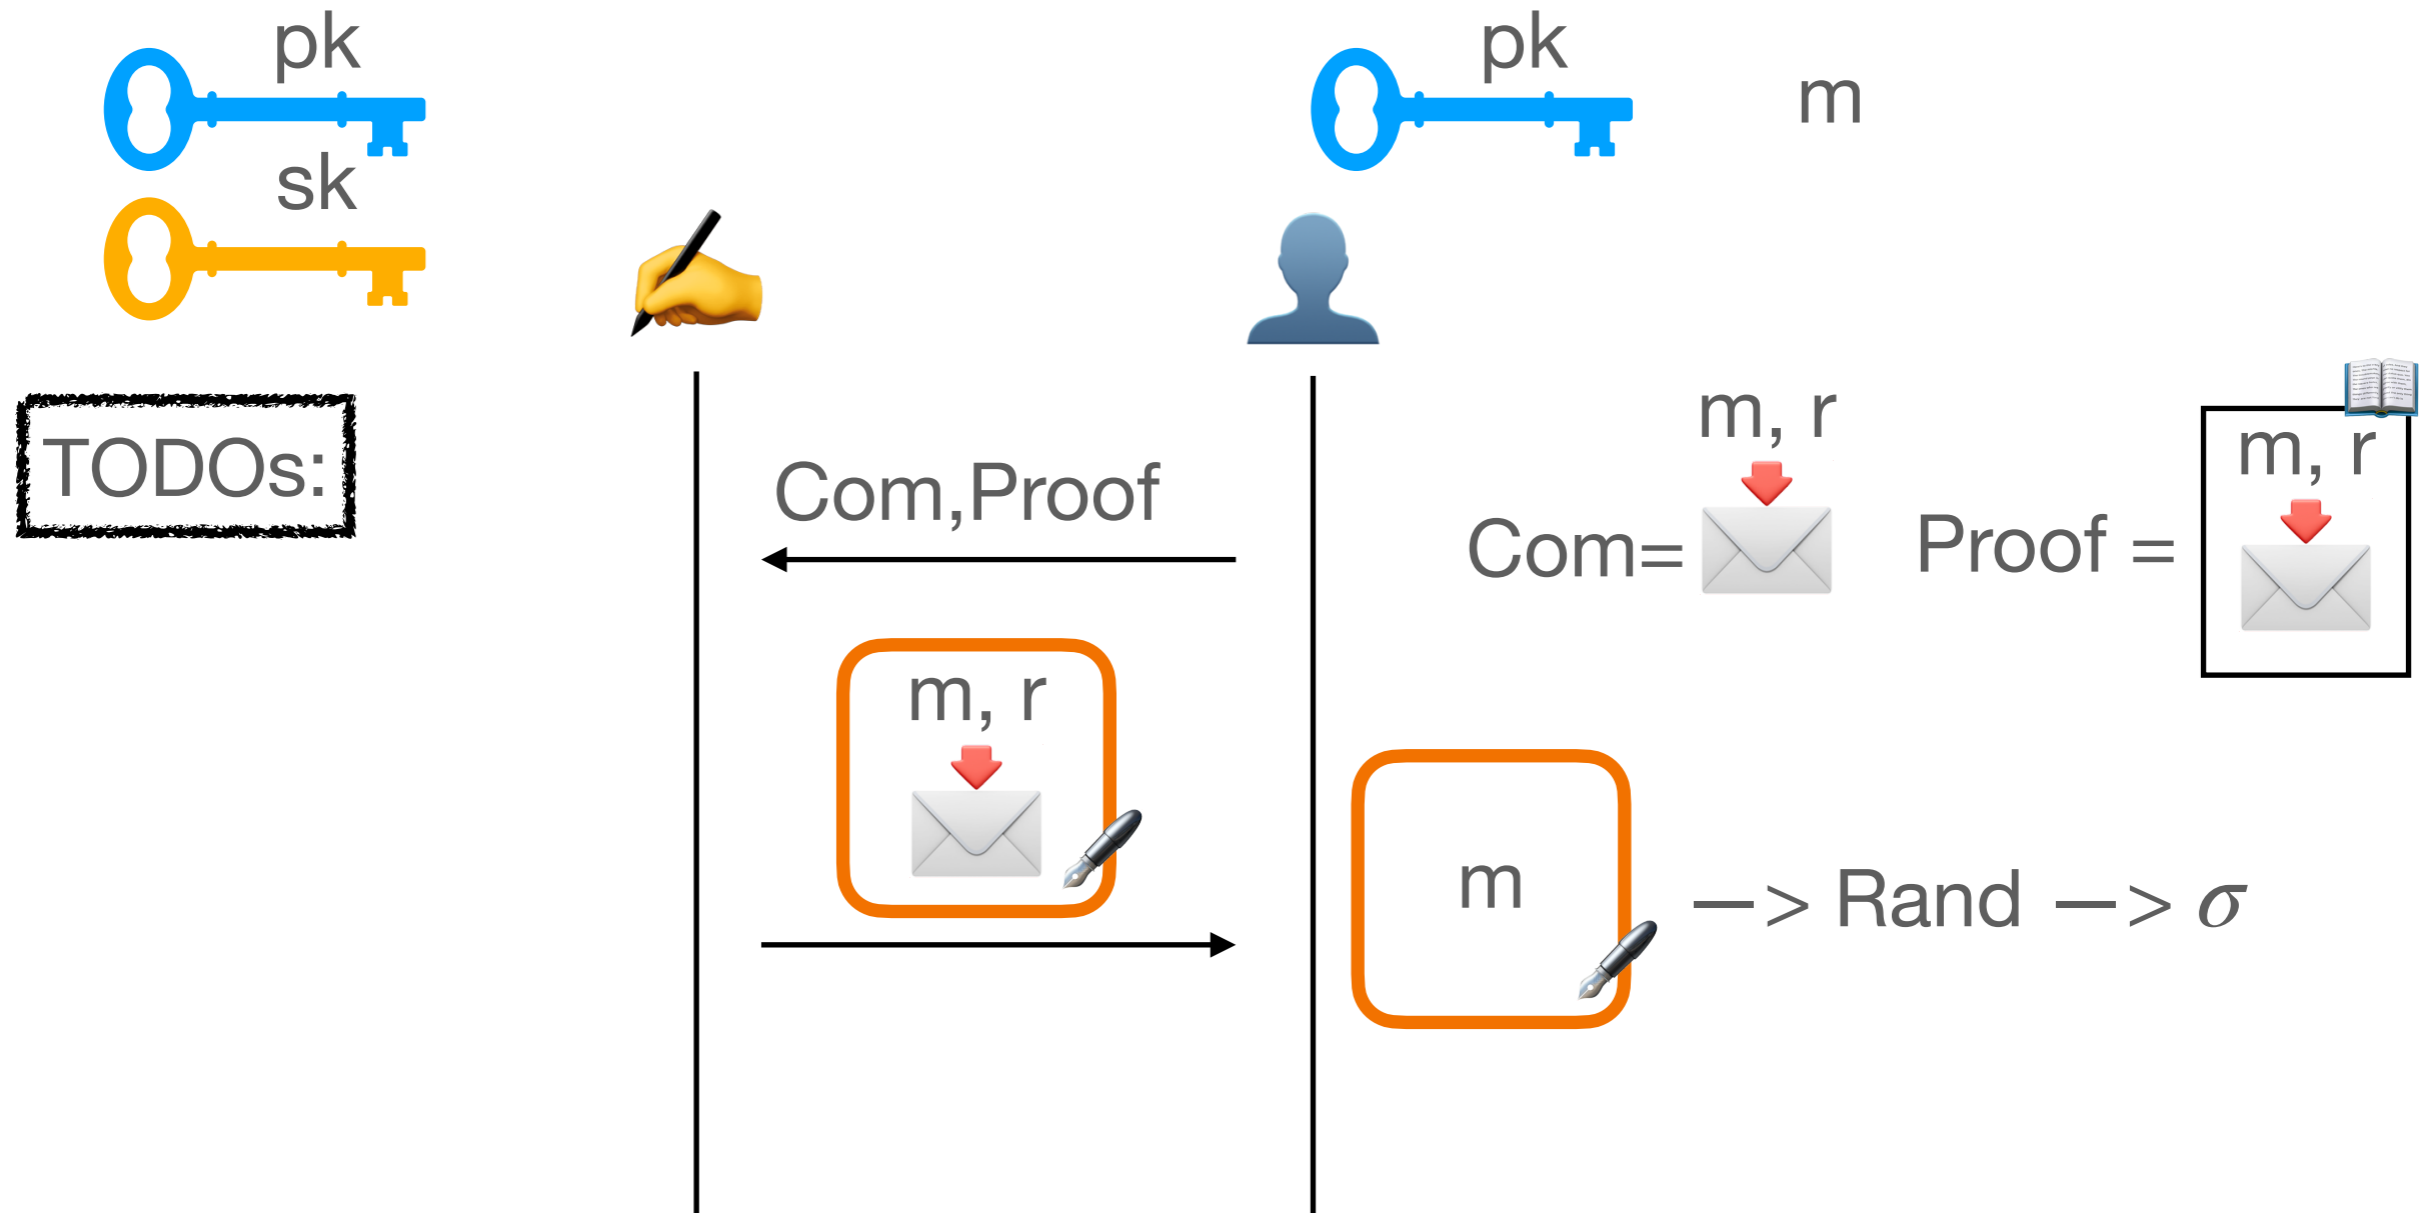 pk
sk
pk
m
TODOs:
Com,Proof
m, r
Com=
Proof =
m, r
m, r
m
—> Rand —> σ